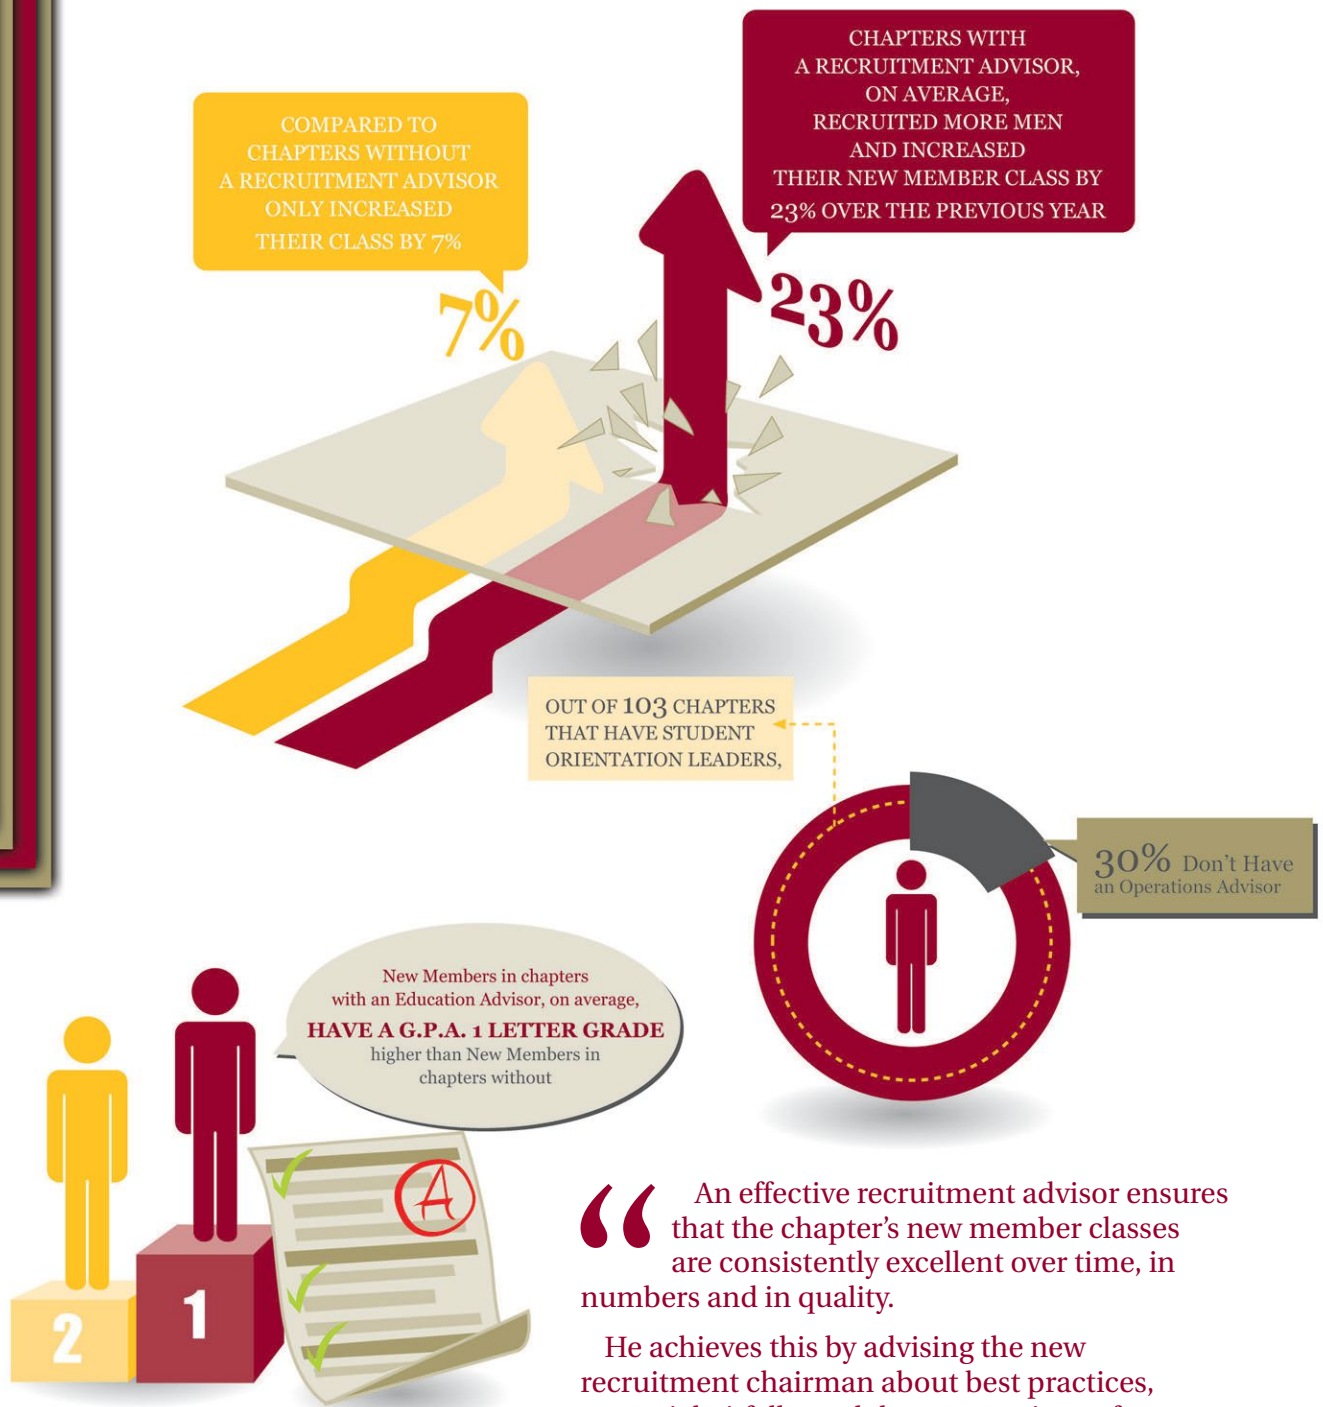 CHAPTERS WITH
A RECRUITMENT ADVISOR,
ON AVERAGE,
RECRUITED MORE MEN
AND INCREASED
THEIR NEW MEMBER CLASS BY
23% OVER THE PREVIOUS YEAR
COMPARED TO
CHAPTERS WITHOUT
A RECRUITMENT ADVISOR
ONLY INCREASED
THEIR CLASS BY 7%
7%
23%
OUT OF 103 CHAPTERS
THAT HAVE STUDENT
ORIENTATION LEADERS,
30% Don't Have
an Operations Advisor
New Members in chapters
with an Education Advisor, on average,
HAVE A G.P.A. 1 LETTER GRADE
higher than New Members in
chapters without
A
1
2
“ An effective recruitment advisor ensures
that the chapter’s new member classes
are consistently excellent over time, in
numbers and in quality.
He achieves this by advising the new
recruitment chairman about best practices,